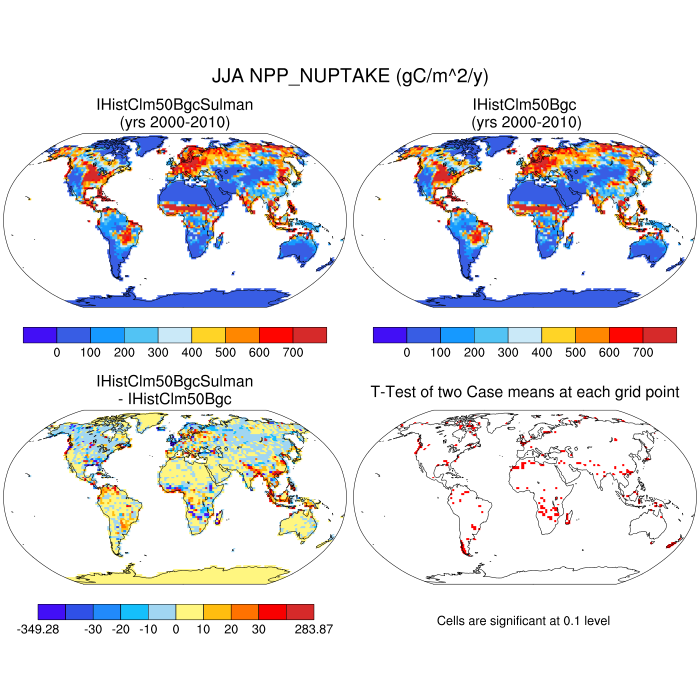 JJA NPP_NUPTAKE (gC/m^2/y)
IHistClm50BgcSulman
(yrs 2000-2010)
IHistClm50Bgc
(yrs 2000-2010)
0 100 200 300 400 500 600 700
0 100 200 300 400 500 600 700
IHistClm50BgcSulman
- IHistClm50Bgc
T-Test of two Case means at each grid point
-349.28 -30 -20 -10 0 10 20 30 283.87
Cells are significant at 0.1 level